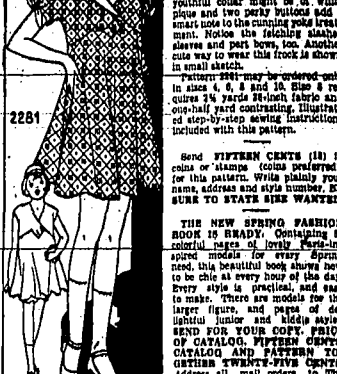 youthful collar might be of whi
pique and two perky buttons add
smart note to the cunning yoke treat
ment. Notice the fetching slashe
sleeves and pert bows, too. Anothe
cute way to wear this frock is shown
in small sketch.
Pattern 2281 may be ordered onl
in sizes 4, 6, 8 and 10. Size 6 re
quires 2¼ yards 36-inch fabric an
one-half yard contrasting. Illustrat
ed step-by-step sewing instruction
included with this pattern.
2281
Send FIFTEEN CENTS (15) i
coins or stamps (coins preferred
for this pattern. Write plainly you
name, address and style number. B
SURE TO STATE SIZE WANTED
THE NEW SPRING FASHIO
BOOK IS READY. Containing
colorful pages of lovely Paris-in
spired models for every Sprin
need, this beautiful book shows how
to be chic at every hour of the da
Every style is practical, and eas
to make. There are models for th
larger figure, and pages of de
lightful junior and kiddie style
SEND FOR YOUR COPY. PRIC
OF CATALOG, FIFTEEN CENT
CATALOG AND PATTERN TO
GETHER TWENTY-FIVE CENT
Address all mail orders to Th